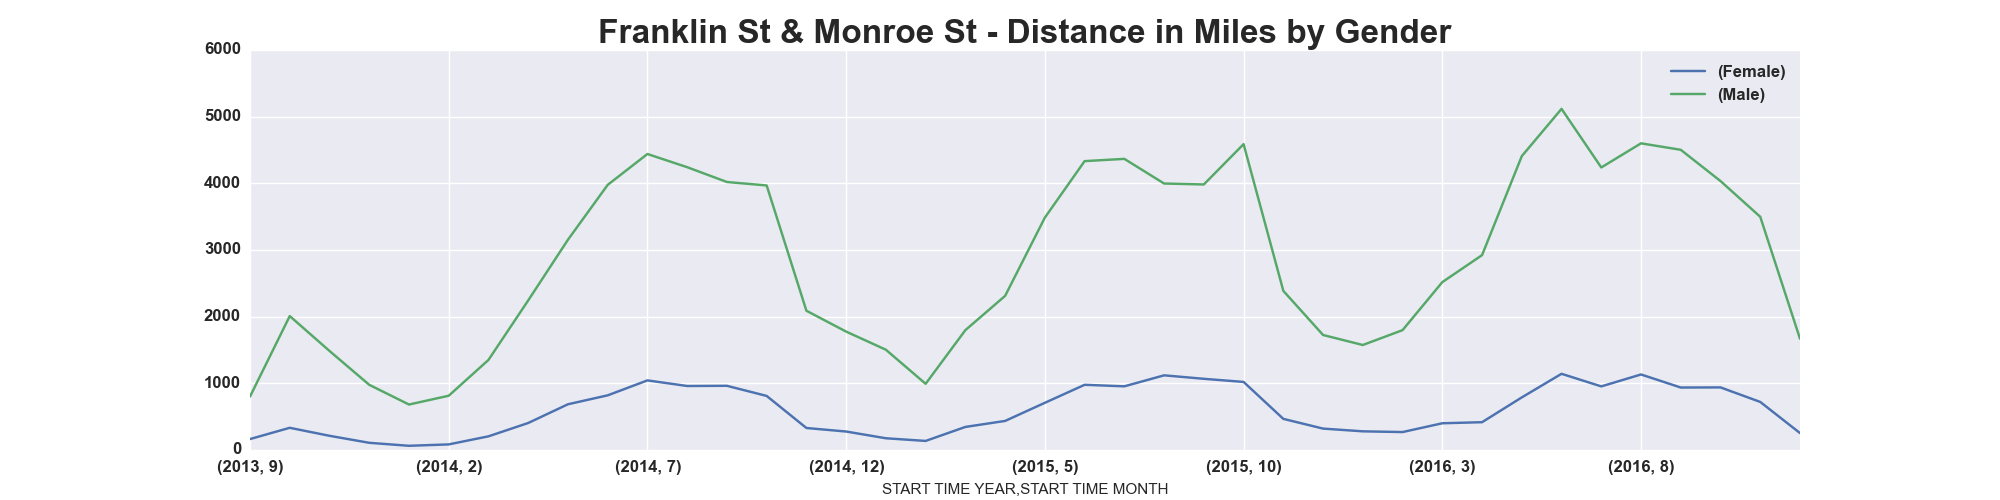 Franklin St & Monroe St - Distance in Miles by Gender
6000
5000
4000
3000
2000
1000
0
(Female)
(Male)
(2013, 9) (2014, 2) (2014, 7) (2014, 12) (2015, 5) (2015, 10) (2016, 3) (2016, 8)
START TIME YEAR,START TIME MONTH